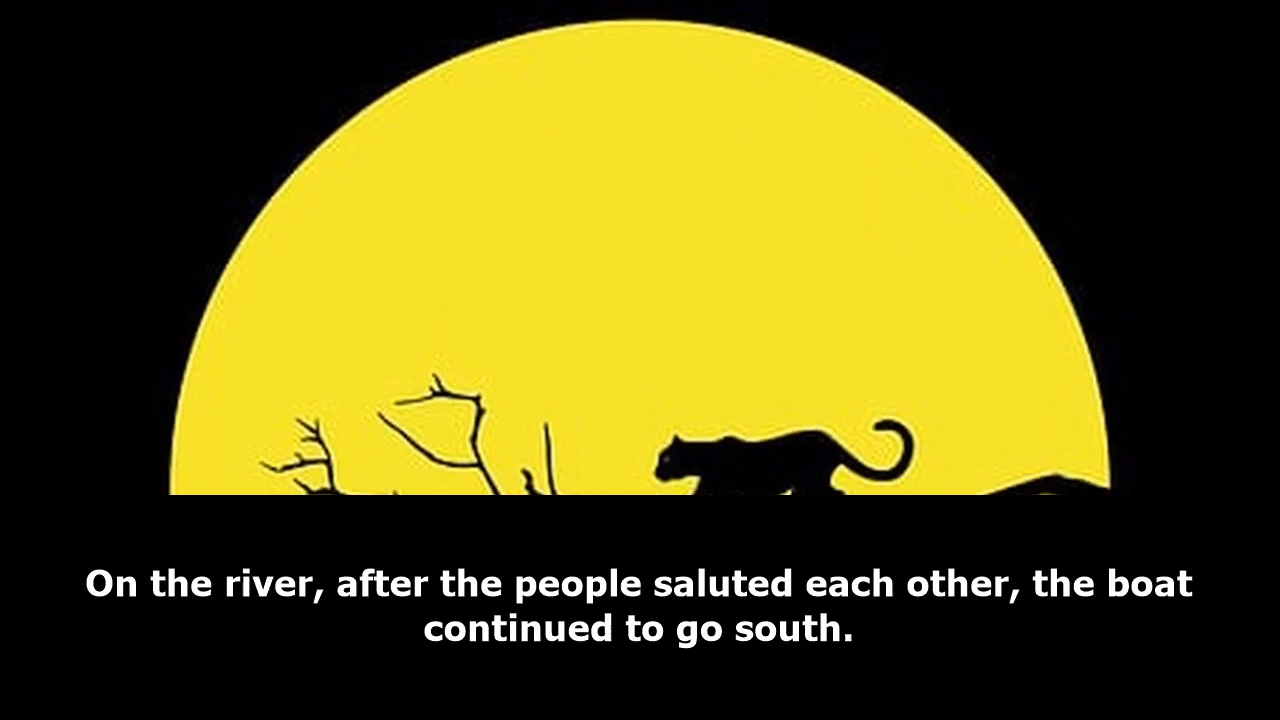 On the river, after the people saluted each other, the boat
continued to go south.